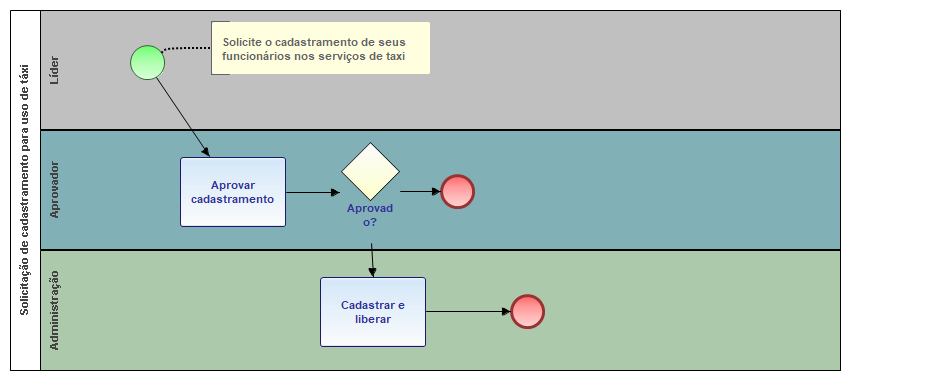 Solicitação de cadastramento para uso de táxi
Líder
Solicite o cadastramento de seus
funcionários nos serviços de taxi
Aprovador
Aprovar
cadastramento
Aprovad
o?
Administração
Cadastrar e
liberar